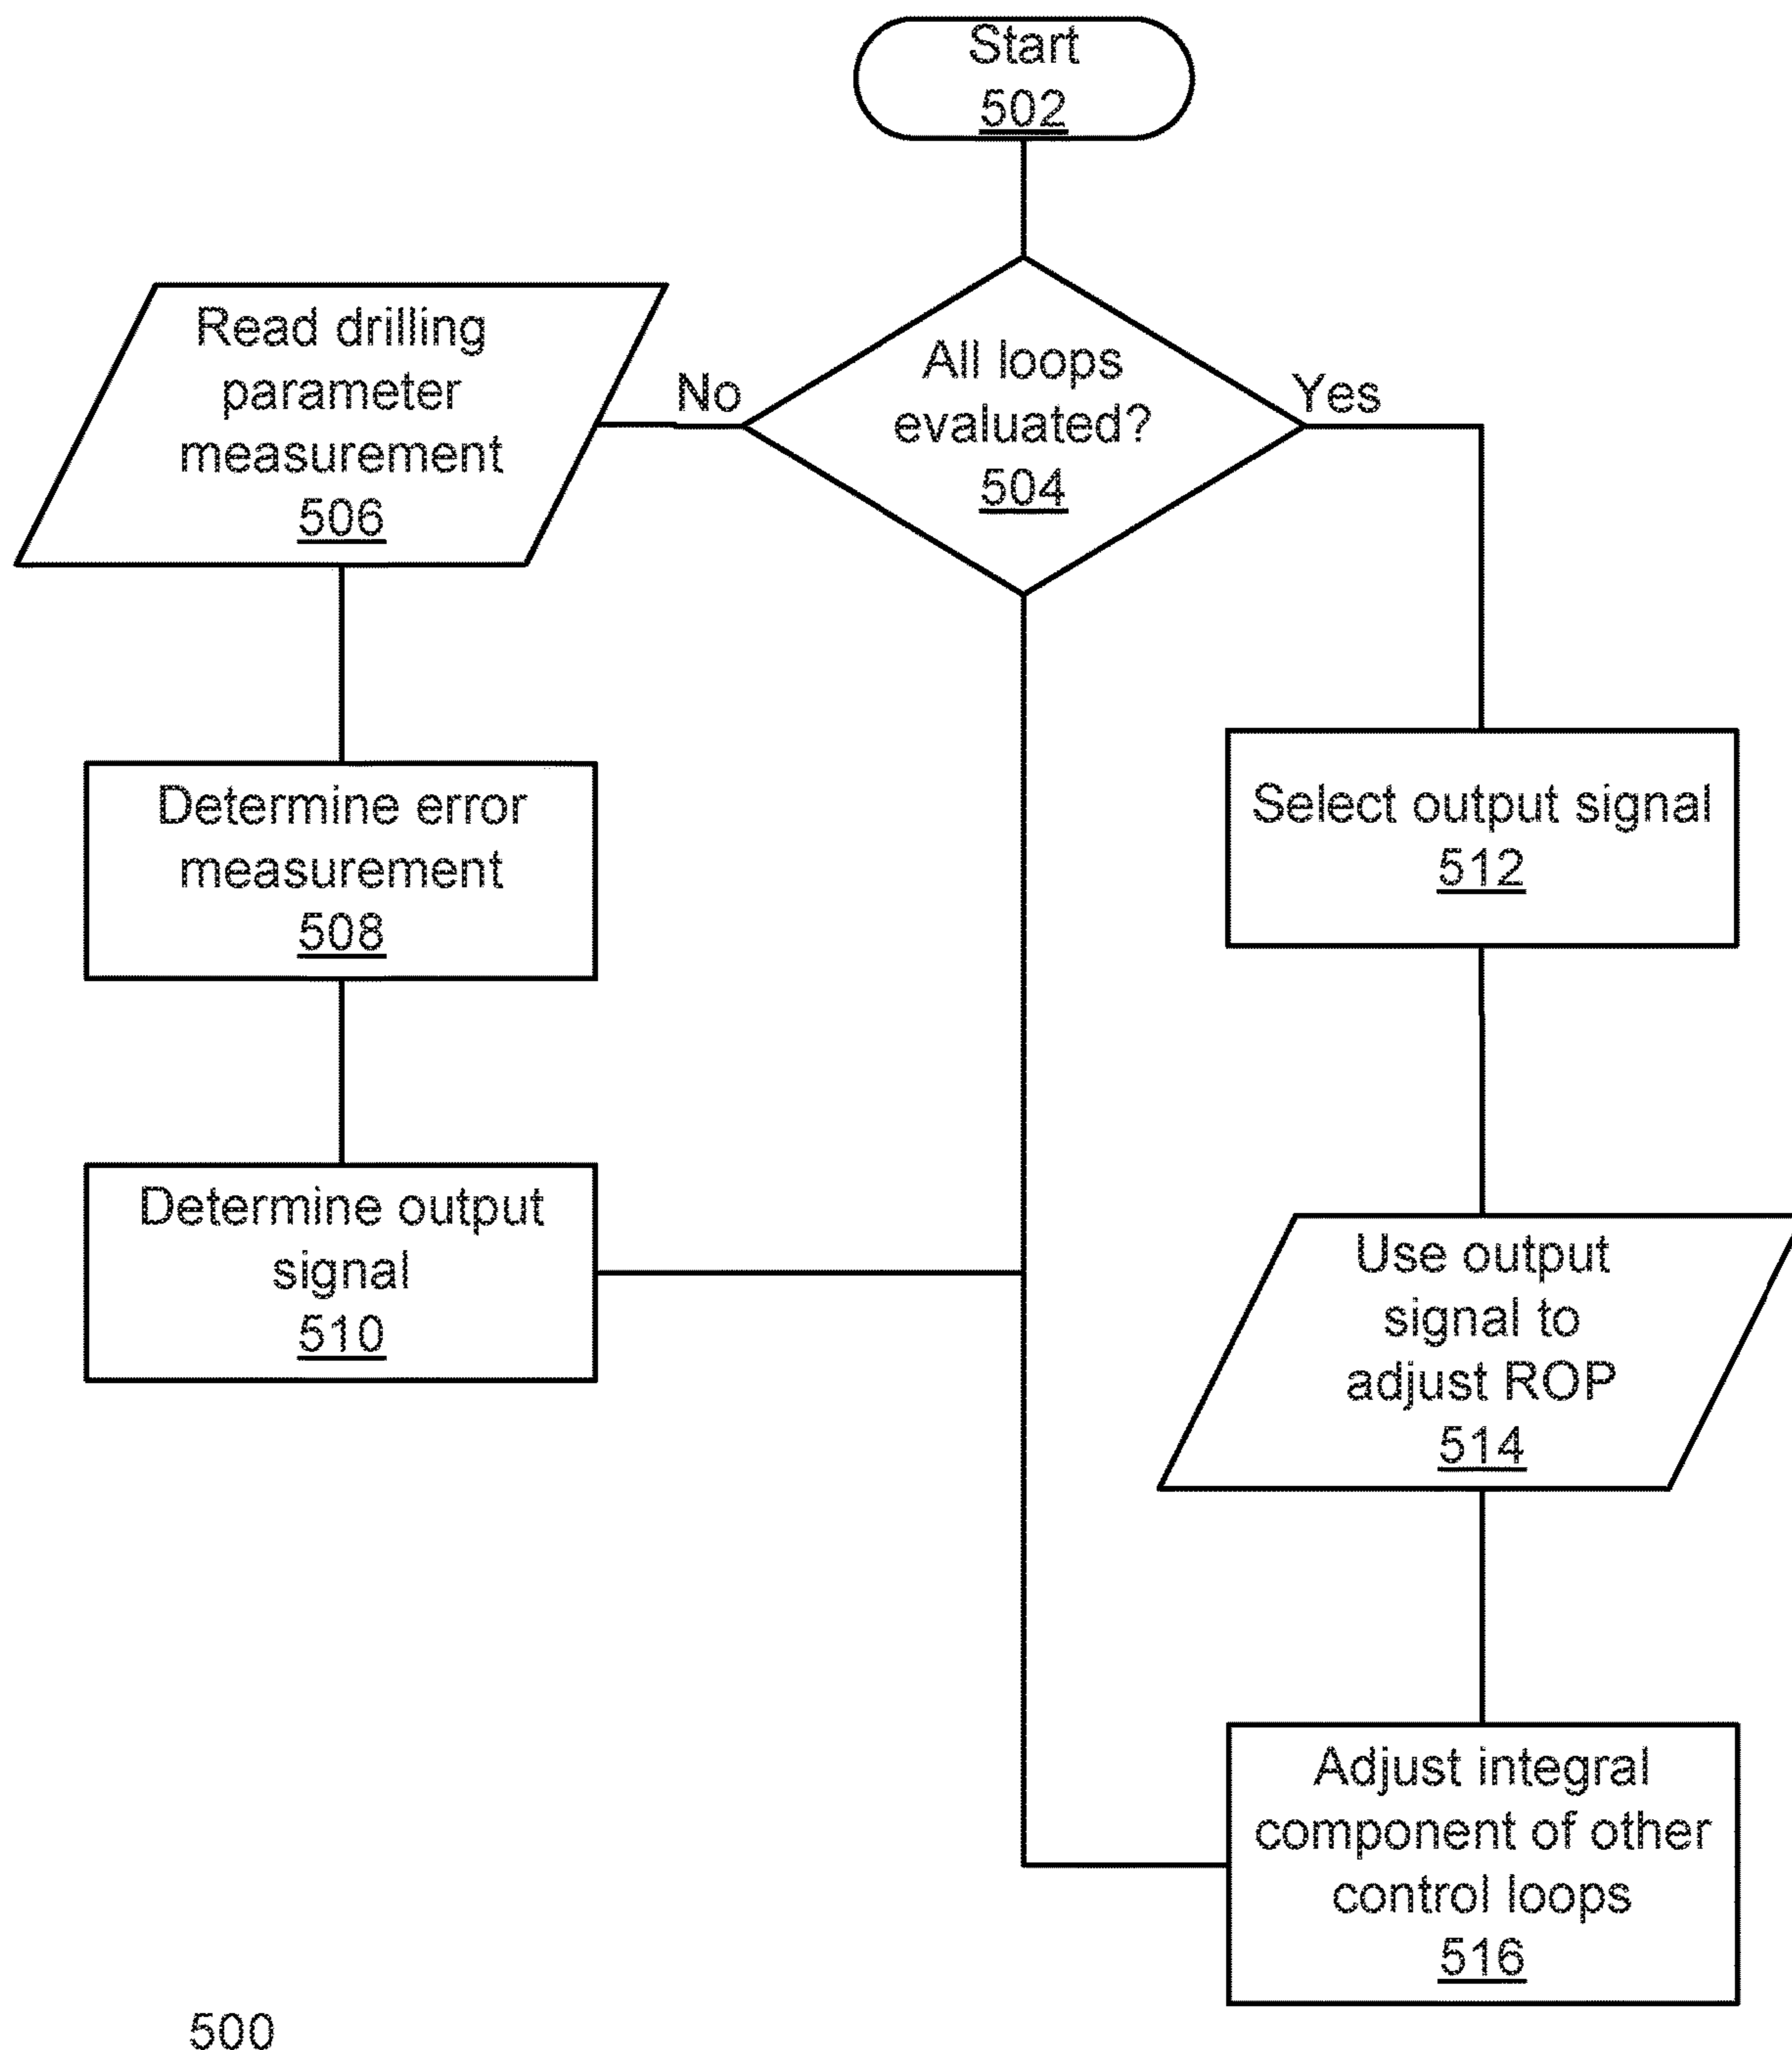 Start
502
All loops
evaluated?
504
No
Yes
Read drilling
parameter
measurement
506
Determine error
measurement
508
Determine output
signal
510
Select output signal
512
Use output
signal to
adjust ROP
514
Adjust integral
component of other
control loops
516
500